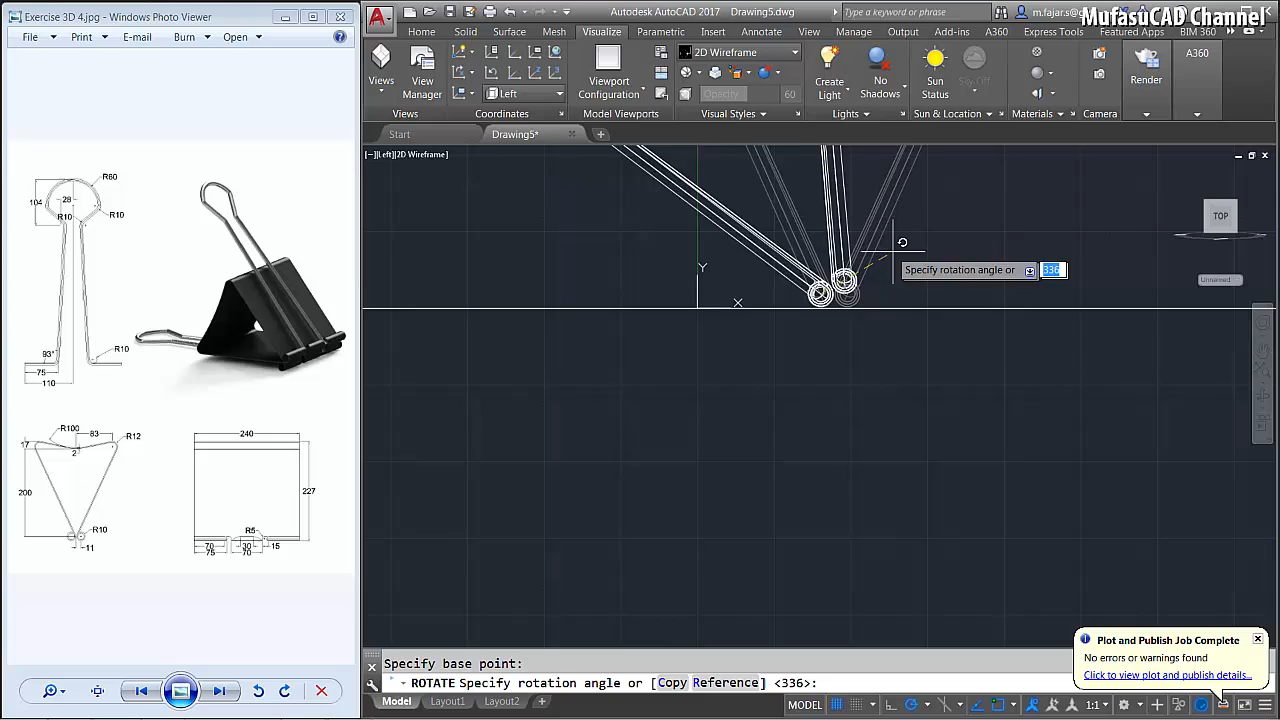 Exercise 3D 4.jpg - Windows Photo Viewer
File Print E-mail Burn Open
R60
104
28
R10
R10
93°
R10
75
110
R100
83
R12
17
2
200
R10
11
240
227
R5
70 30 15
75 70
Autodesk AutoCAD 2017 Drawing5.dwg
Type a keyword or phrase
m.fajar.s@
MufasuCAD Channel
Home Solid Surface Mesh Visualize Parametric Insert Annotate View Manage Output Add-ins A360 Express Tools Featured Apps BIM 360
Views
View
Manager
Left
Viewport
Configuration
2D Wireframe
Opacity 60
Create
Light
No
Shadows
Sun
Status
Sky Off
Render
A360
Views Coordinates Model Viewports Visual Styles Lights Sun & Location Materials Camera
Start Drawing5*
[−][Left][2D Wireframe]
TOP
Unnamed
Y
X
Specify rotation angle or 336
Plot and Publish Job Complete
No errors or warnings found
Click to view plot and publish details...
Specify base point:
ROTATE Specify rotation angle or [Copy Reference] <336>:
Model Layout1 Layout2
MODEL 1:1